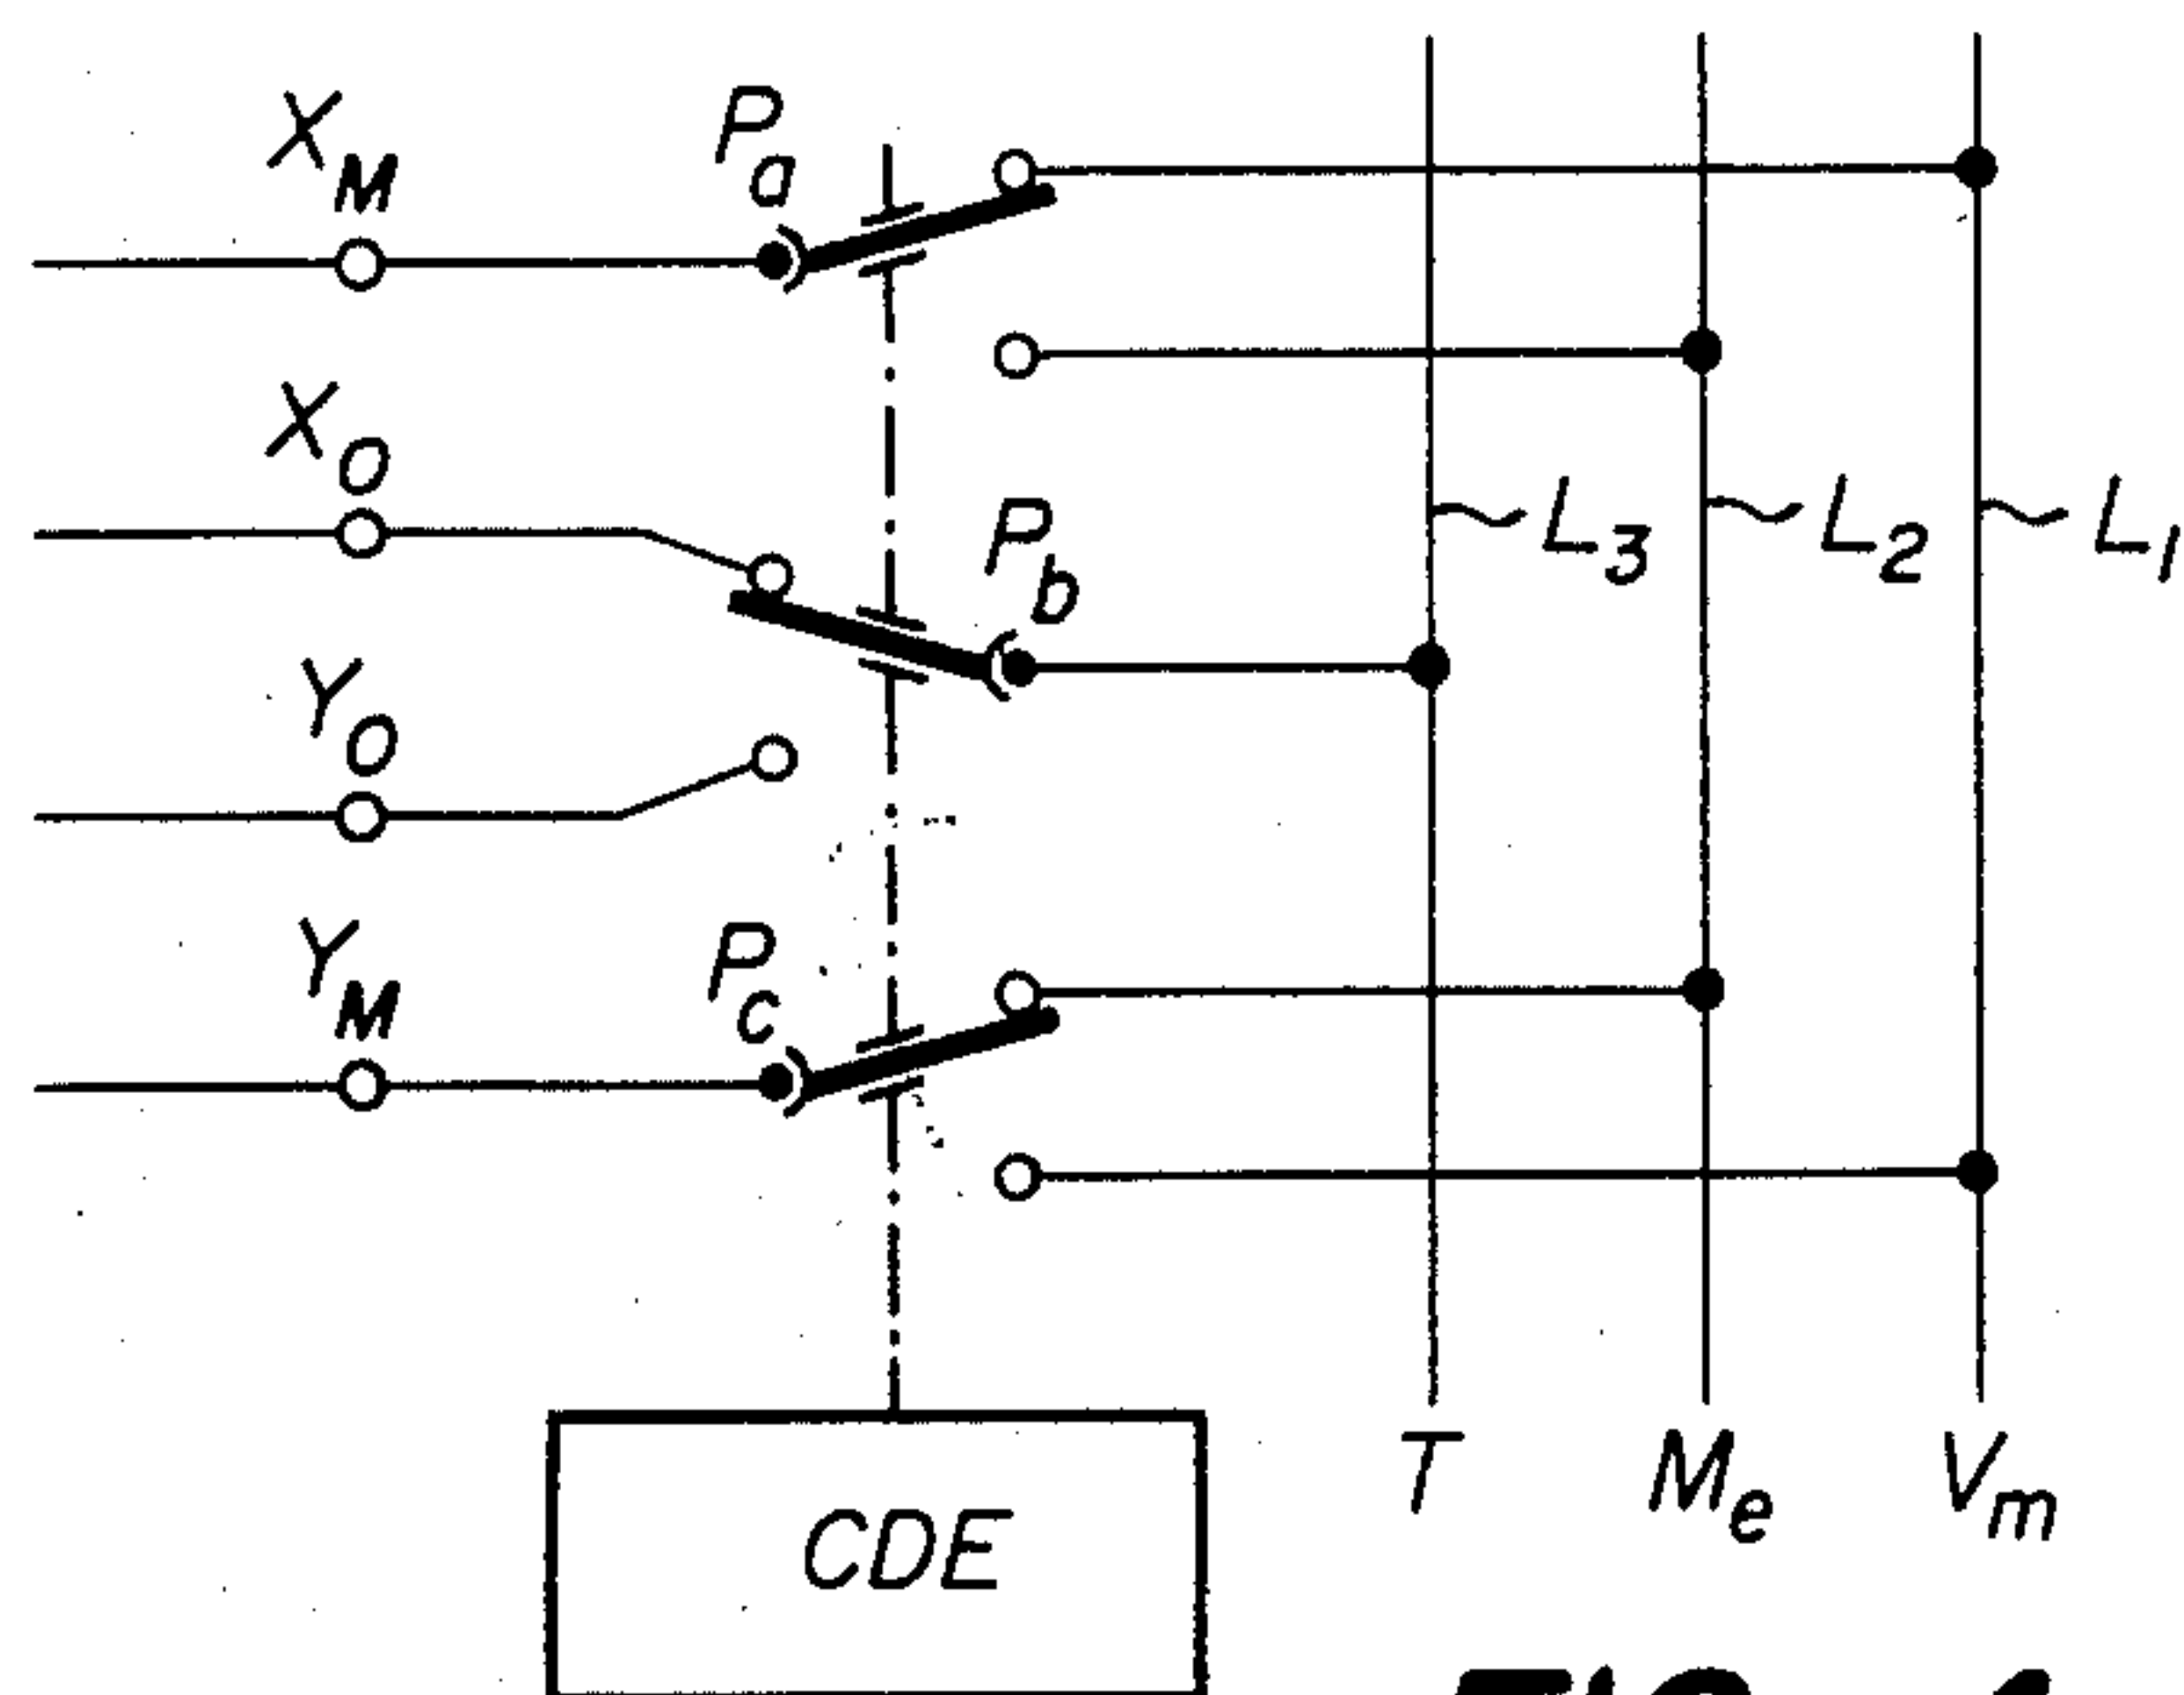 X_M
P_a
X_O
P_b
L_3
L_2
L_1
Y_O
Y_M
P_c
T
M_e
V_m
CDE